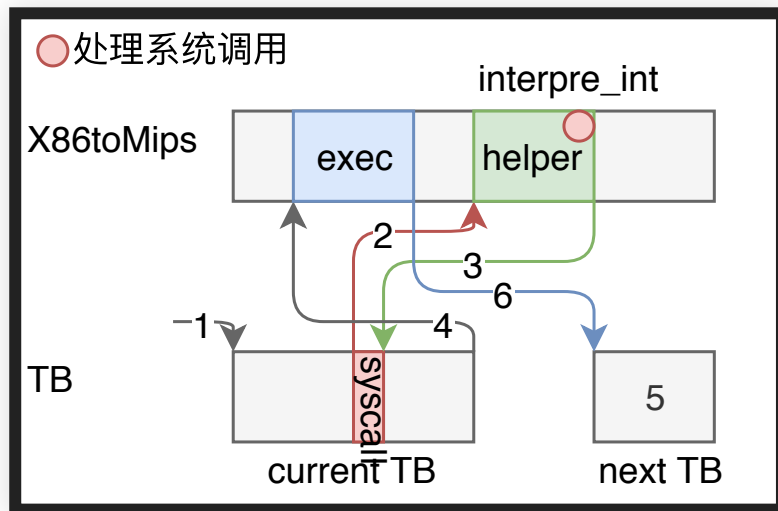 处理系统调用
interpre_int
X86toMips
exec
helper
2
3
6
1
4
TB
syscall
5
current TB
next TB